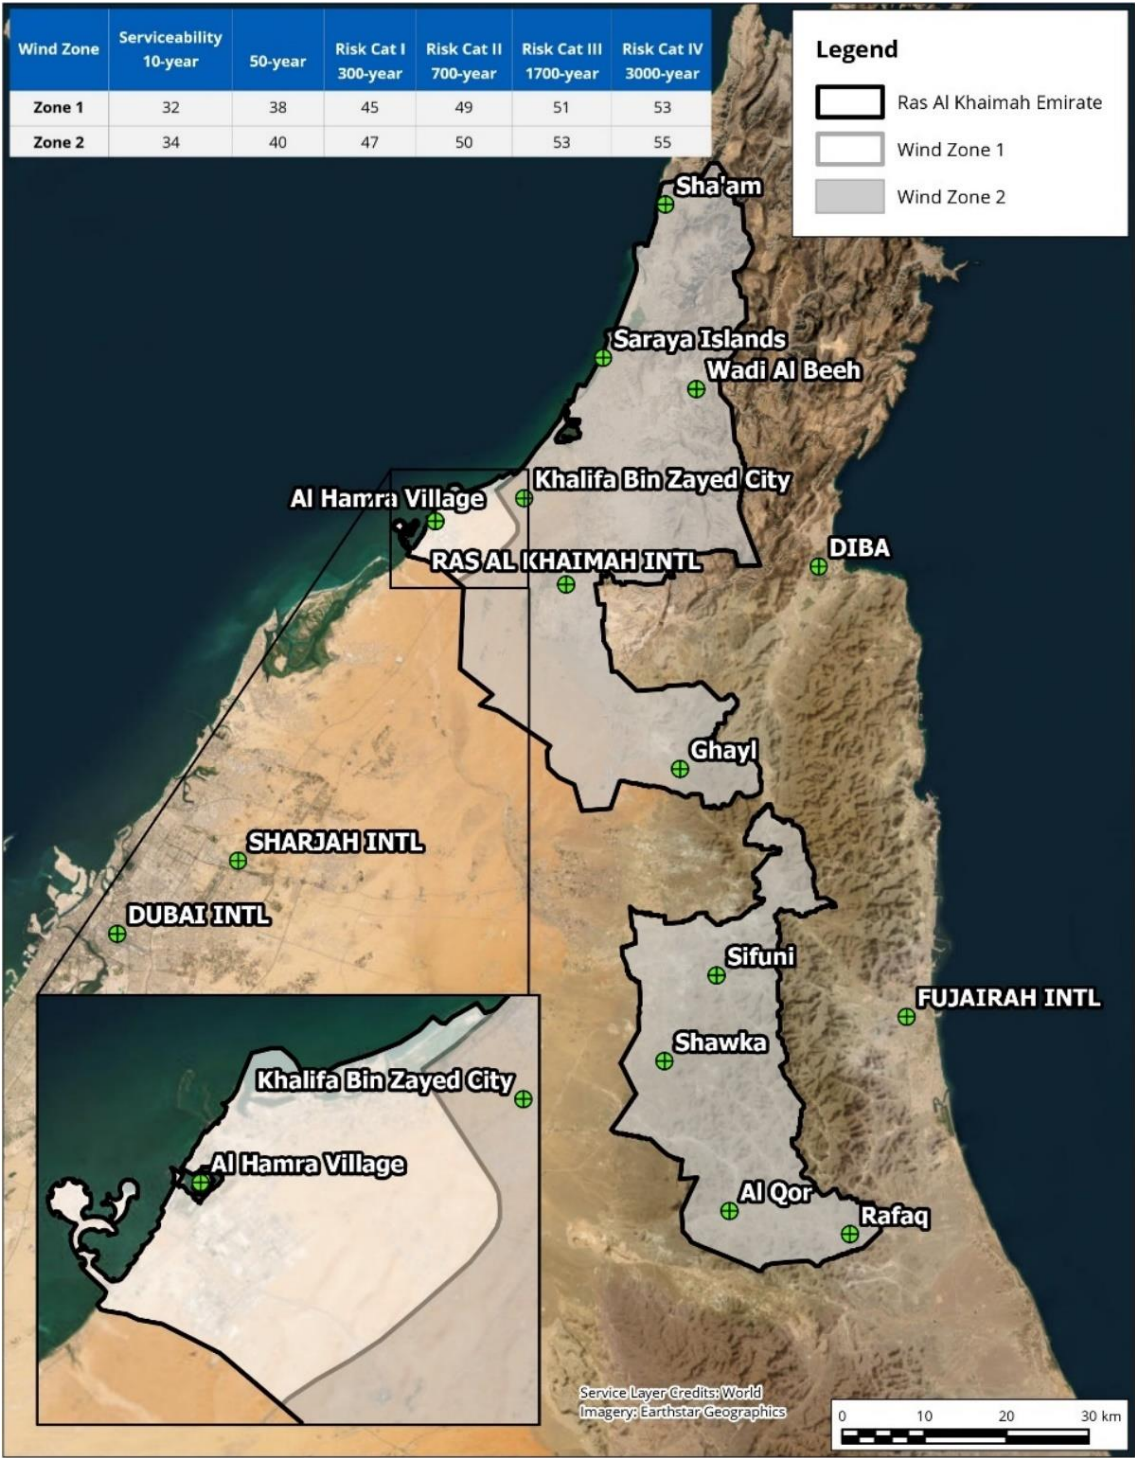 Wind Zone Serviceability 10-year 50-year Risk Cat I 300-year Risk Cat II 700-year Risk Cat III 1700-year Risk Cat IV 3000-year
Zone 1 32 38 45 49 51 53
Zone 2 34 40 47 50 53 55
Legend
Ras Al Khaimah Emirate
Wind Zone 1
Wind Zone 2
Sha'am
Saraya Islands
Wadi Al Beeh
Khalifa Bin Zayed City
Al Hamra Village
DIBA
RAS AL KHAIMAH INTL
Ghayl
SHARJAH INTL
DUBAI INTL
Sifuni
FUJAIRAH INTL
Shawka
Khalifa Bin Zayed City
Al Hamra Village
Al Qor
Rafaq
Service Layer Credits: World
Imagery: Earthstar Geographics
0 10 20 30 km